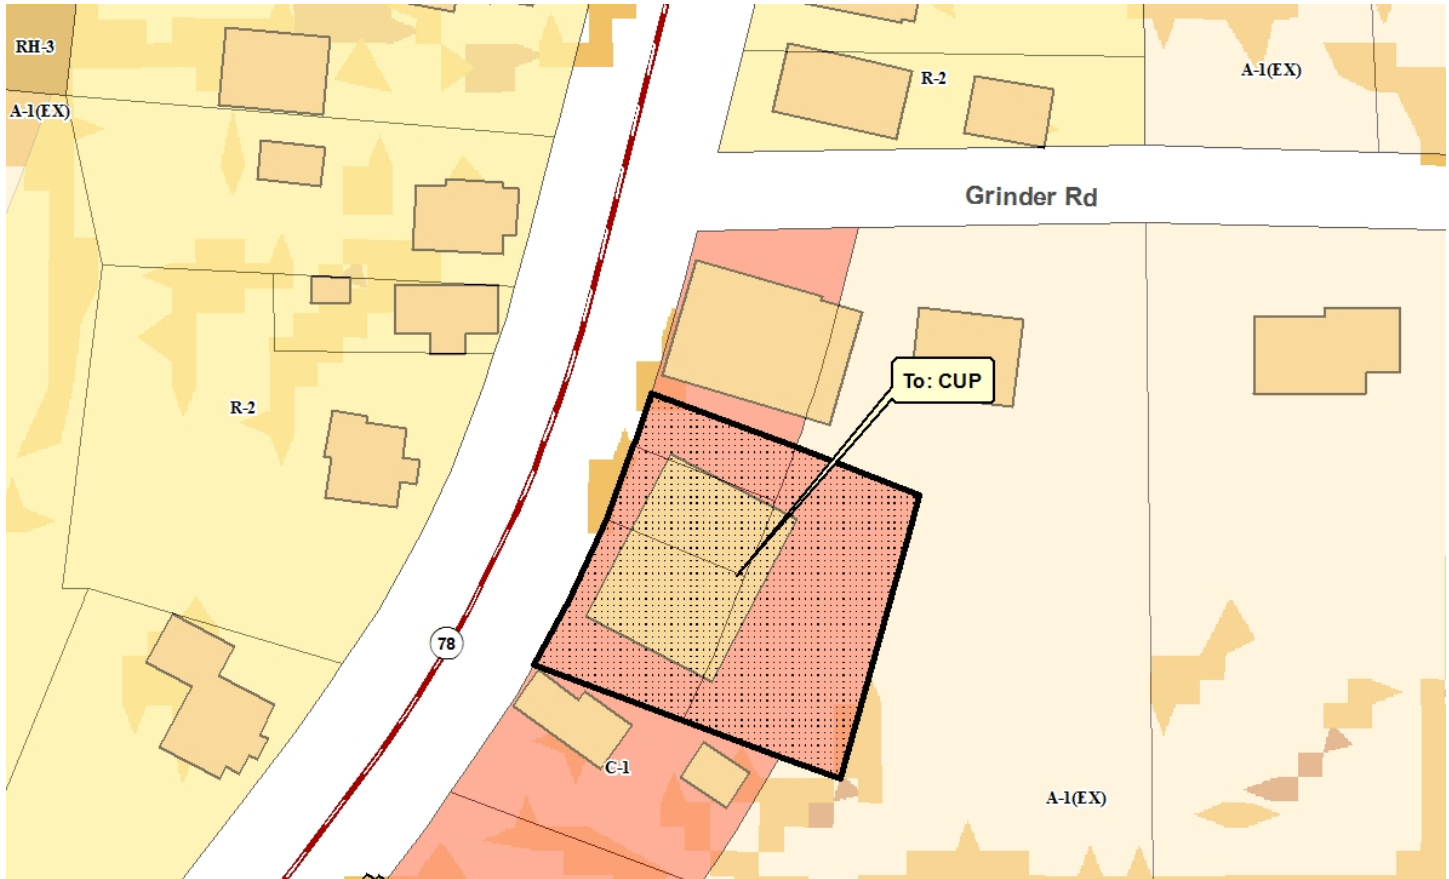 RH-3
A-1(EX)
R-2
A-1(EX)
Grinder Rd
To: CUP
R-2
78
C-1
A-1(EX)